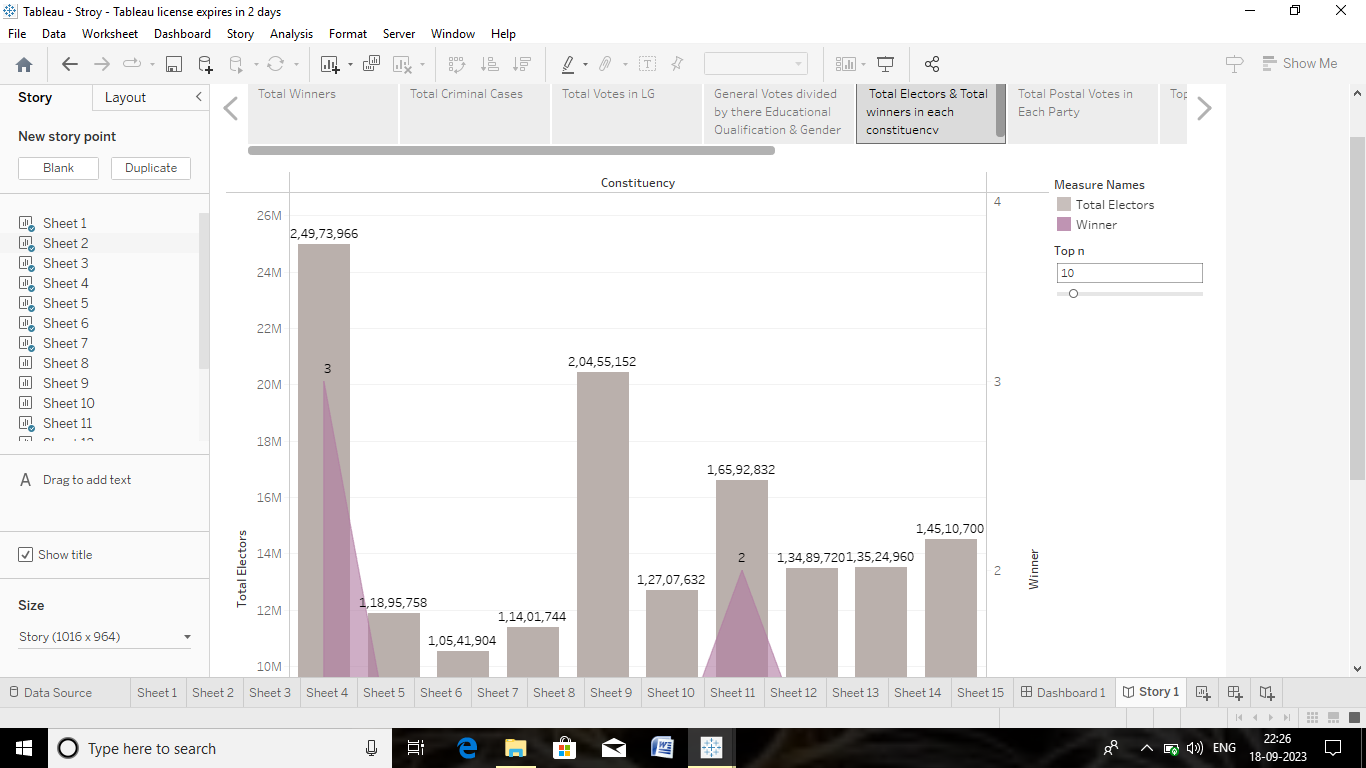 Tableau - Stroy - Tableau license expires in 2 days
File Data Worksheet Dashboard Story Analysis Format Server Window Help
Show Me
Story Layout
New story point
Blank Duplicate
Sheet 1
Sheet 2
Sheet 3
Sheet 4
Sheet 5
Sheet 6
Sheet 7
Sheet 8
Sheet 9
Sheet 10
Sheet 11
A Drag to add text
Show title
Size
Story (1016 x 964)
Total Winners
Total Criminal Cases
Total Votes in LG
General Votes divided
by there Educational
Qualification & Gender
Total Electors & Total
winners in each
constituency
Total Postal Votes in
Each Party
Top
Constituency
26M
24M
22M
20M
18M
16M
14M
12M
10M
Total Electors
2,49,73,966
3
1,18,95,758
1,05,41,904
1,14,01,744
2,04,55,152
1,27,07,632
1,65,92,832
2
1,34,89,720
1,35,24,960
1,45,10,700
4
3
2
Winner
Measure Names
Total Electors
Winner
Top n
10
Data Source Sheet 1 Sheet 2 Sheet 3 Sheet 4 Sheet 5 Sheet 6 Sheet 7 Sheet 8 Sheet 9 Sheet 10 Sheet 11 Sheet 12 Sheet 13 Sheet 14 Sheet 15 Dashboard 1 Story 1
Type here to search
ENG
22:26
18-09-2023